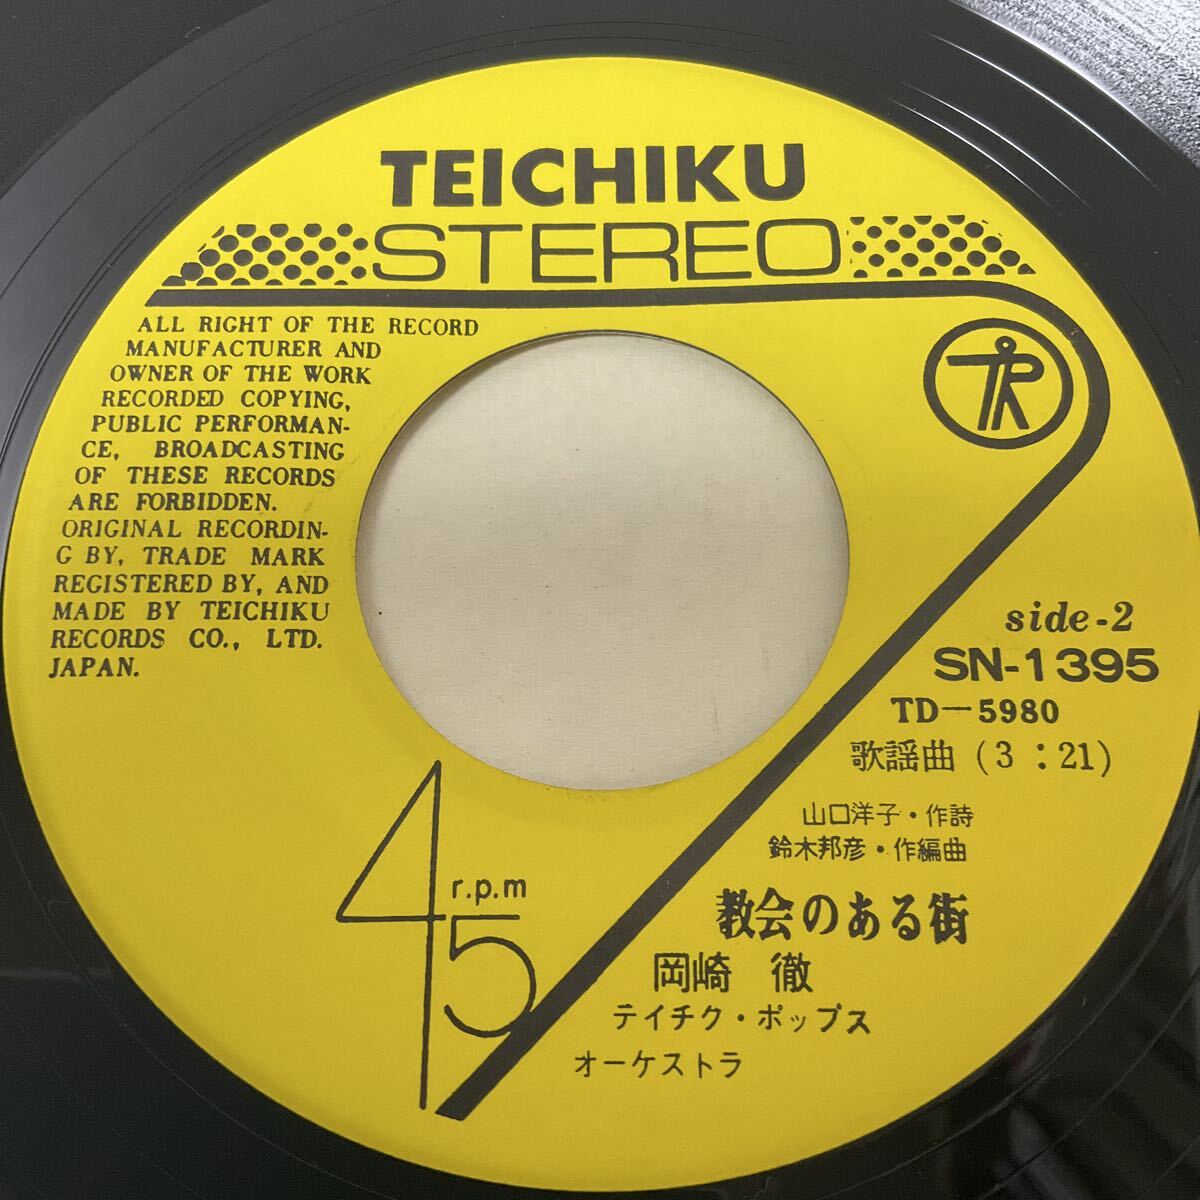 TEICHIKU
STEREO
ALL RIGHT OF THE RECORD
MANUFACTURER AND
OWNER OF THE WORK
RECORDED COPYING,
PUBLIC PERFORMAN-
CE, BROADCASTING
OF THESE RECORDS
ARE FORBIDDEN.
ORIGINAL RECORDIN-
G BY, TRADE MARK
REGISTERED BY, AND
MADE BY TEICHIKU
RECORDS CO., LTD.
JAPAN.
TR
side-2
SN-1395
TD-5980
歌謡曲 (3:21)
山口洋子・作詩
鈴木邦彦・作編曲
教会のある街
岡崎 徹
テイチク・ポップス
オーケストラ
45 r.p.m